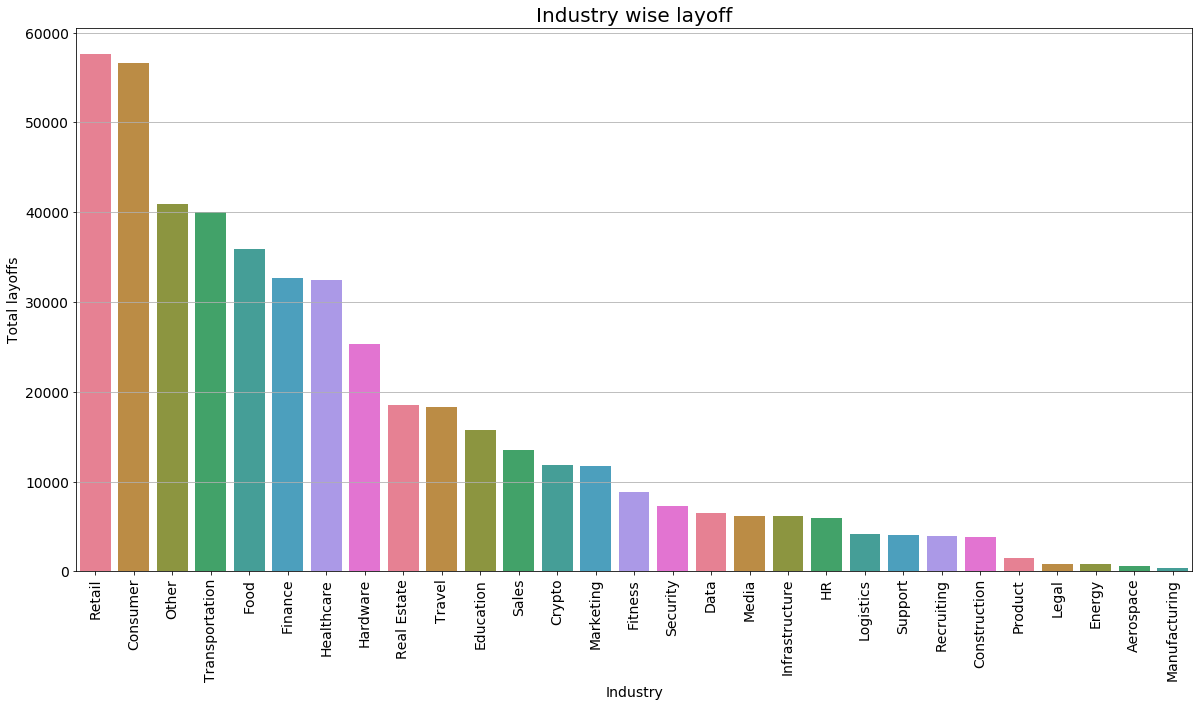 Industry wise layoff
60000
50000
40000
30000
20000
10000
0
Total layoffs
Retail
Consumer
Other
Transportation
Food
Finance
Healthcare
Hardware
Real Estate
Travel
Education
Sales
Crypto
Marketing
Fitness
Security
Data
Media
Infrastructure
HR
Logistics
Support
Recruiting
Construction
Product
Legal
Energy
Aerospace
Manufacturing
Industry